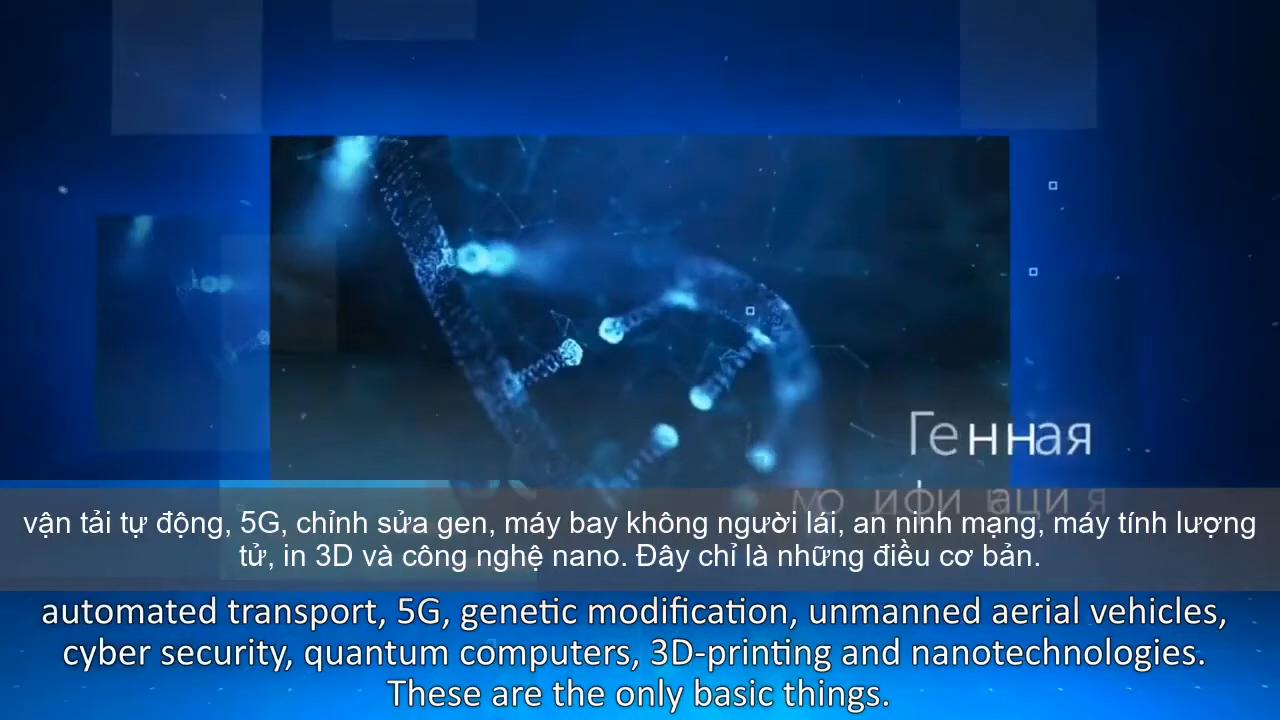 Генная
vận tải tự động, 5G, chỉnh sửa gen, máy bay không người lái, an ninh mạng, máy tính lượng
tử, in 3D và công nghệ nano. Đây chỉ là những điều cơ bản.
automated transport, 5G, genetic modification, unmanned aerial vehicles,
cyber security, quantum computers, 3D-printing and nanotechnologies.
These are the only basic things.